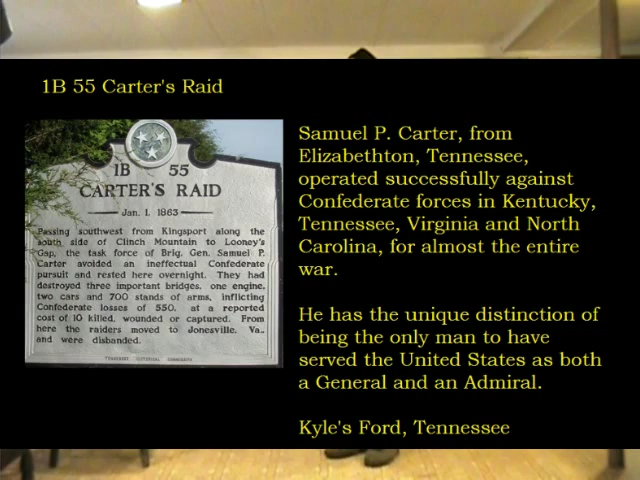 1B 55 Carter's Raid
1B 55
CARTER'S RAID
Jan. 1, 1863
Passing southwest from Kingsport along the
south side of Clinch Mountain to Looney's
Gap, the task force of Brig. Gen. Samuel P.
Carter avoided an ineffectual Confederate
pursuit and rested here overnight. They had
destroyed three important bridges, one engine,
two cars and 700 stands of arms, inflicting
Confederate losses of 550, at a reported
cost of 10 killed, wounded or captured. From
here the raiders moved to Jonesville, Va.,
and were disbanded.
TENNESSEE HISTORICAL COMMISSION
Samuel P. Carter, from
Elizabethton, Tennessee,
operated successfully against
Confederate forces in Kentucky,
Tennessee, Virginia and North
Carolina, for almost the entire
war.
He has the unique distinction of
being the only man to have
served the United States as both
a General and an Admiral.
Kyle's Ford, Tennessee